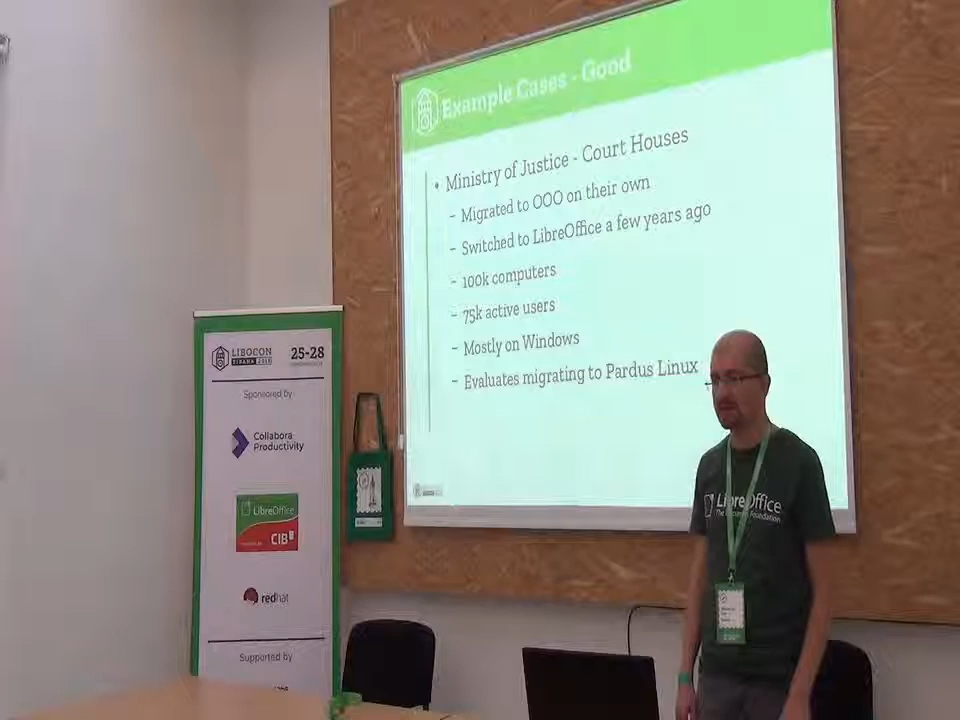 Example Cases - Good
• Ministry of Justice - Court Houses
– Migrated to OOO on their own
– Switched to LibreOffice a few years ago
– 100k computers
– 75k active users
– Mostly on Windows
– Evaluates migrating to Pardus Linux
LIBOCON
TIRANA 2018
25-28
Sponsored by
Collabora
Productivity
LibreOffice
CIB
redhat
Supported by
LibreOffice
The Document Foundation